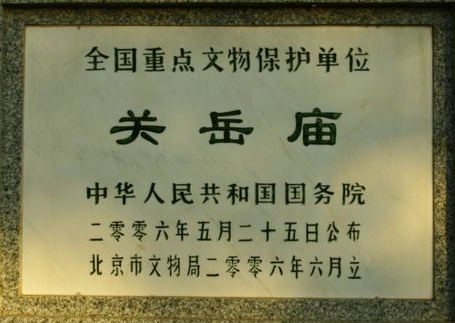 全国重点文物保护单位
关岳庙
中华人民共和国国务院
二零零六年五月二十五日公布
北京市文物局二零零六年六月立